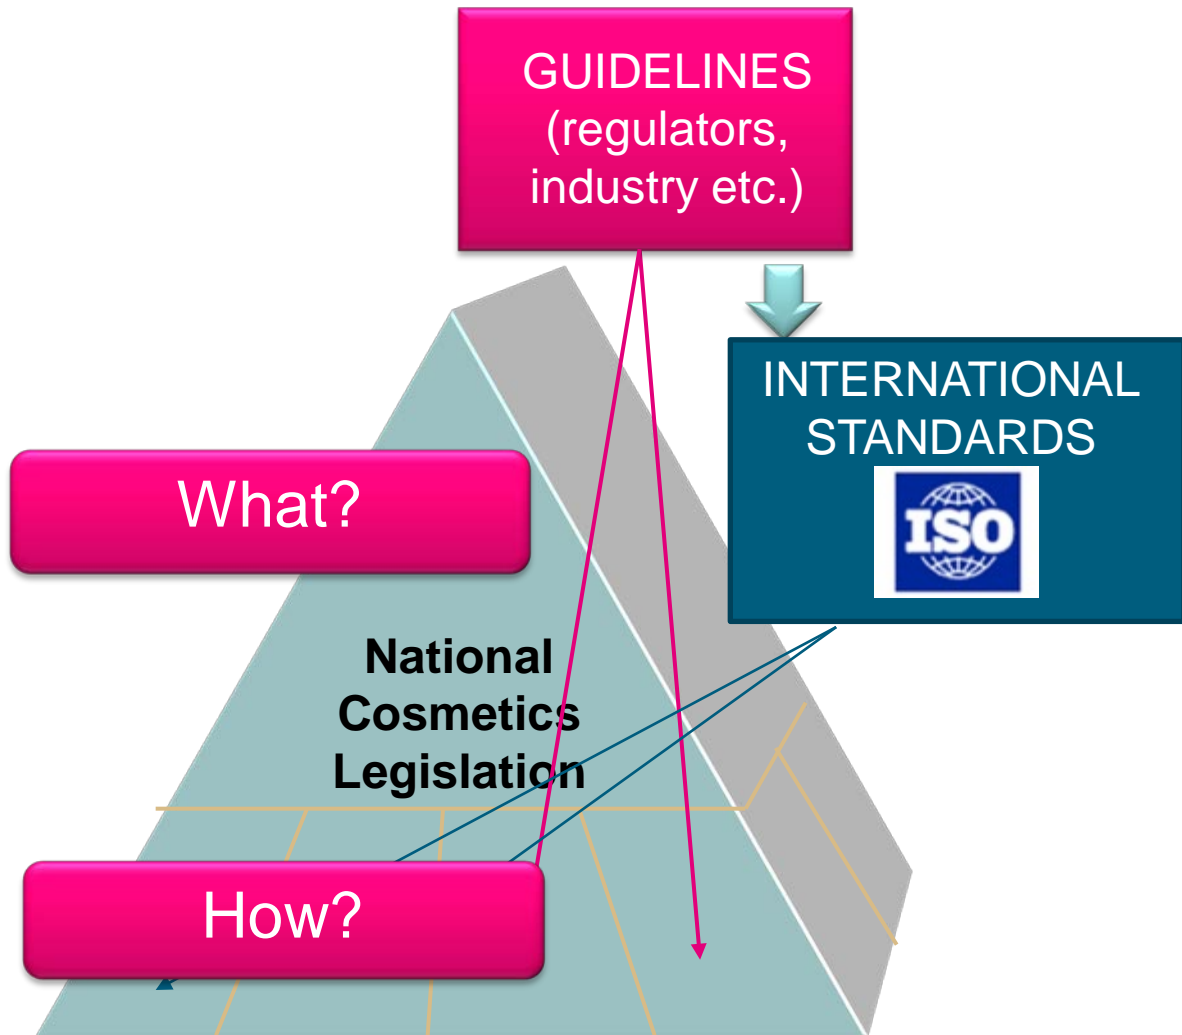 GUIDELINES
(regulators,
industry etc.)
INTERNATIONAL
STANDARDS
ISO
What?
National
Cosmetics
Legislation
How?